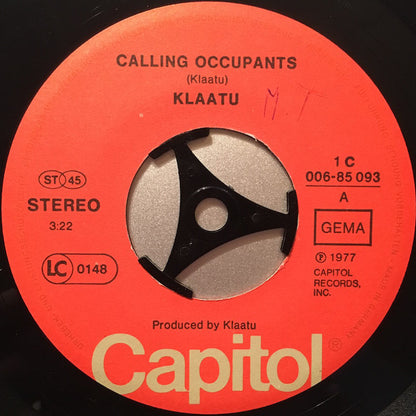 CALLING OCCUPANTS
(Klaatu)
KLAATU
M.T
1 C
006-85 093
A
GEMA
℗ 1977
CAPITOL
RECORDS,
INC.
ST 45
STEREO
3:22
LC 0148
Produced by Klaatu
Capitol
®